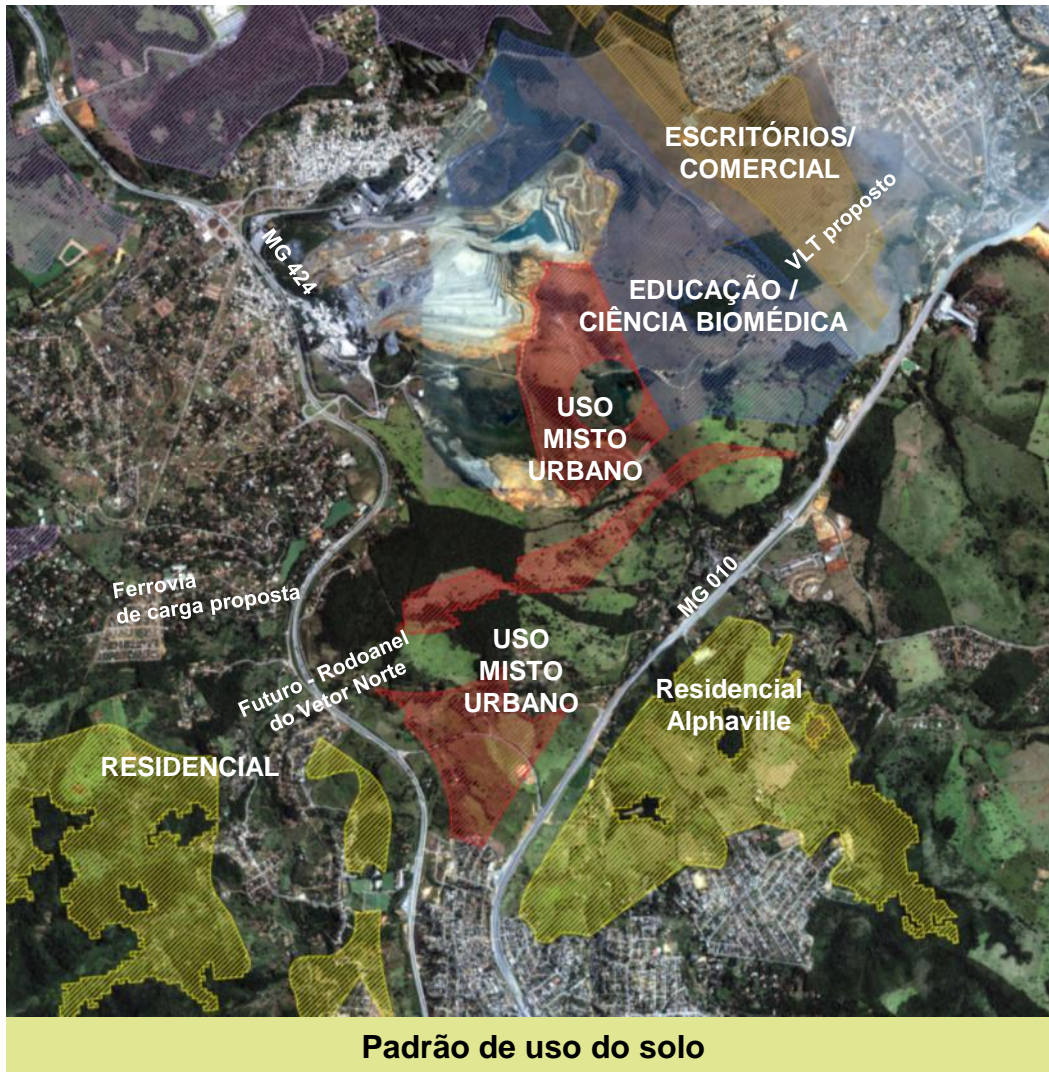 ESCRITÓRIOS/
COMERCIAL
VLT proposto
MG 424
EDUCAÇÃO /
CIÊNCIA BIOMÉDICA
USO
MISTO
URBANO
MG 010
Ferrovia
de carga proposta
Futuro - Rodoanel
do Vetor Norte
USO
MISTO
URBANO
Residencial
Alphaville
RESIDENCIAL
Padrão de uso do solo